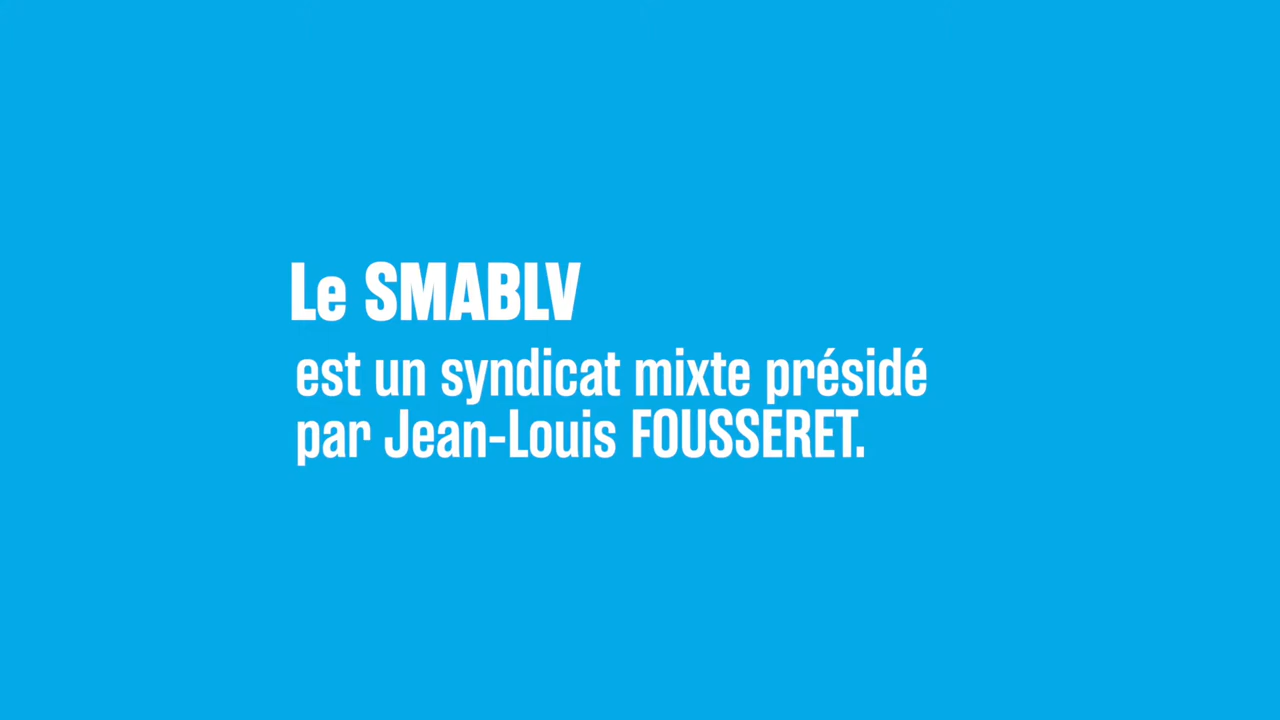 Le SMABLV
est un syndicat mixte présidé
par Jean-Louis FOUSSERET.